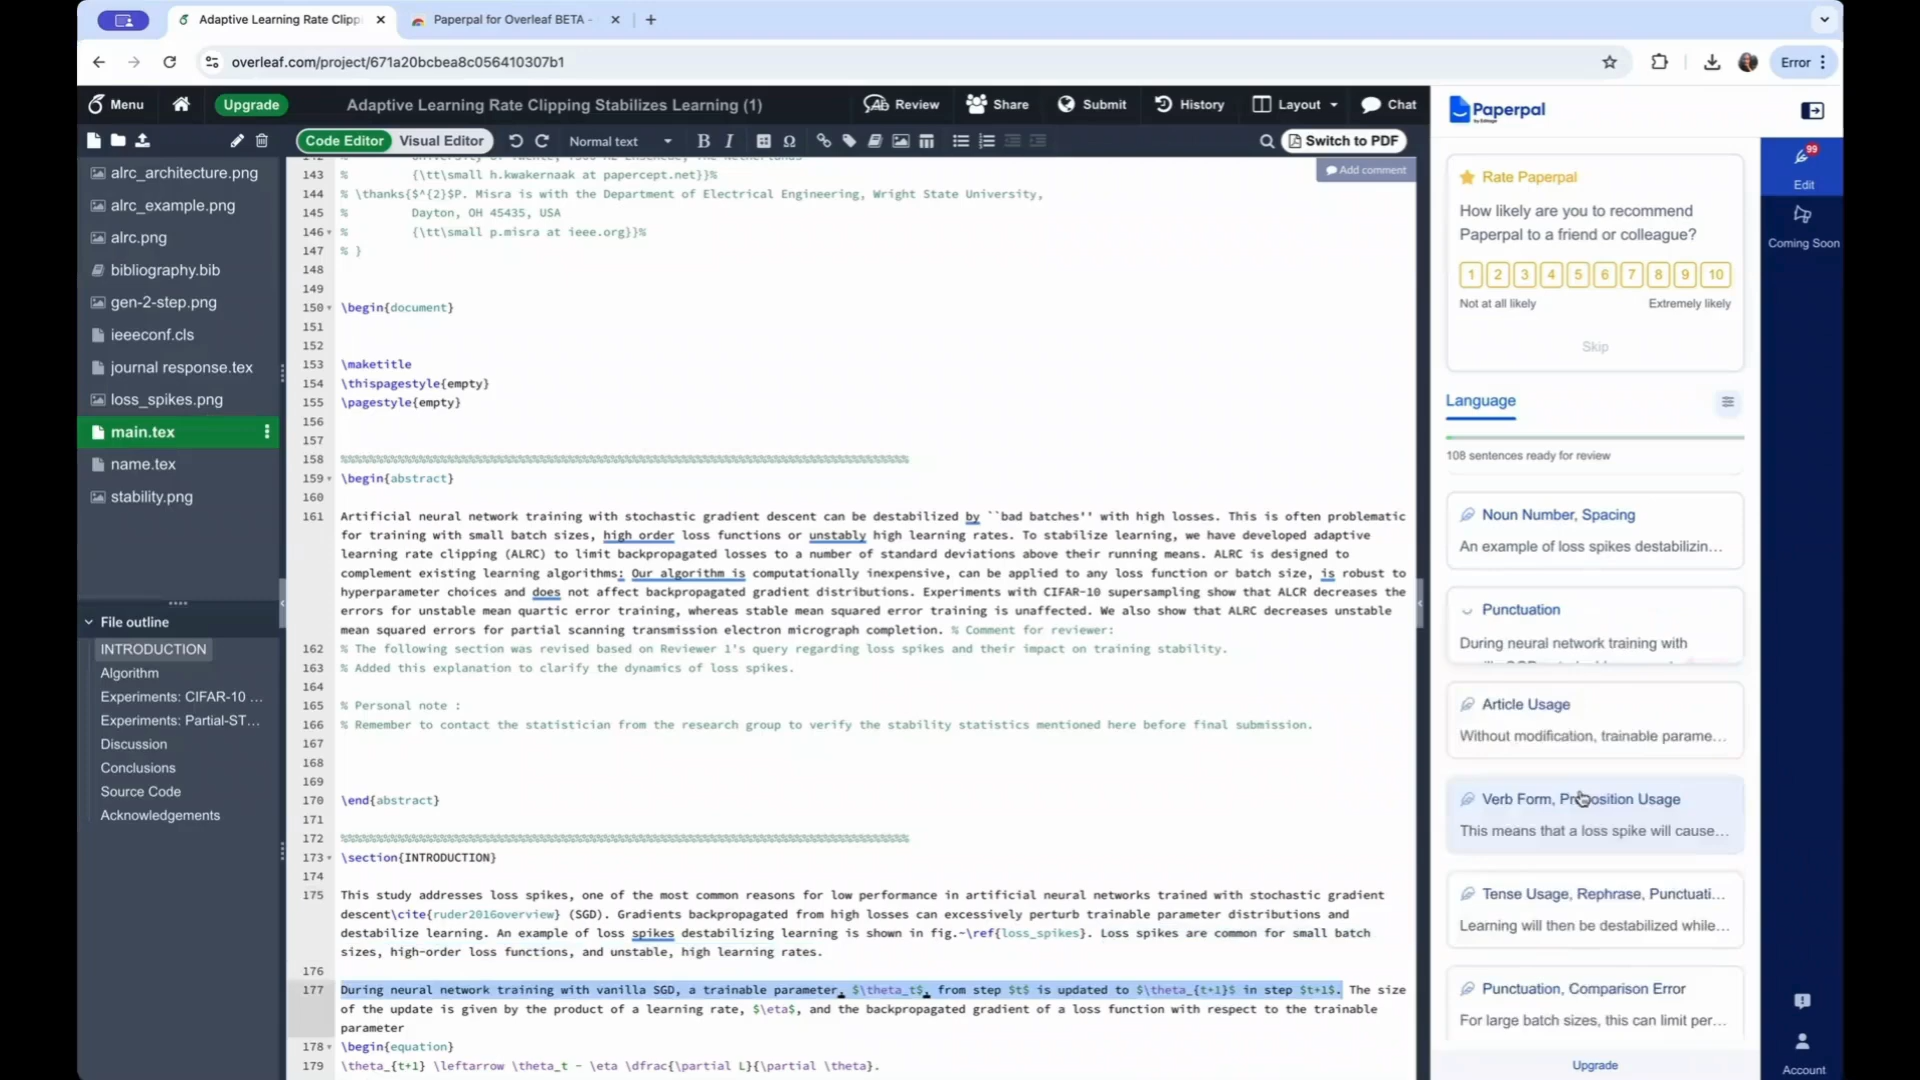 Adaptive Learning Rate Clipp
Paperpal for Overleaf BETA -
overleaf.com/project/671a20bcbea8c056410307b1
Error
Menu
Upgrade
Adaptive Learning Rate Clipping Stabilizes Learning (1)
Review
Share
Submit
History
Layout
Chat
Code Editor
Visual Editor
Normal text
B
I
Ω
Switch to PDF
Add comment
alrc_architecture.png
alrc_example.png
alrc.png
bibliography.bib
gen-2-step.png
ieeeconf.cls
journal response.tex
loss_spikes.png
main.tex
name.tex
stability.png
File outline
INTRODUCTION
Algorithm
Experiments: CIFAR-10 ...
Experiments: Partial-ST...
Discussion
Conclusions
Source Code
Acknowledgements
143 % {\tt\small h.kwakernaak at papercept.net}}%
144 % \thanks{$^{2}$P. Misra is with the Department of Electrical Engineering, Wright State University,
145 % Dayton, OH 45435, USA
146 % {\tt\small p.misra at ieee.org}}%
147 % }
148
149
150 \begin{document}
151
152
153 \maketitle
154 \thispagestyle{empty}
155 \pagestyle{empty}
156
157
158 %%%%%%%%%%%%%%%%%%%%%%%%%%%%%%%%%%%%%%%%%%%%%%%%%%%%%%%%%%%%%%%%%%%%%%%%%%%%%%%%
159 \begin{abstract}
160
161 Artificial neural network training with stochastic gradient descent can be destabilized by ``bad batches'' with high losses. This is often problematic
for training with small batch sizes, high order loss functions or unstably high learning rates. To stabilize learning, we have developed adaptive
learning rate clipping (ALRC) to limit backpropagated losses to a number of standard deviations above their running means. ALRC is designed to
complement existing learning algorithms: Our algorithm is computationally inexpensive, can be applied to any loss function or batch size, is robust to
hyperparameter choices and does not affect backpropagated gradient distributions. Experiments with CIFAR-10 supersampling show that ALCR decreases the
errors for unstable mean quartic error training, whereas stable mean squared error training is unaffected. We also show that ALRC decreases unstable
mean squared errors for partial scanning transmission electron micrograph completion. % Comment for reviewer:
162 % The following section was revised based on Reviewer 1's query regarding loss spikes and their impact on training stability.
163 % Added this explanation to clarify the dynamics of loss spikes.
164
165 % Personal note :
166 % Remember to contact the statistician from the research group to verify the stability statistics mentioned here before final submission.
167
168
169
170 \end{abstract}
171
172 %%%%%%%%%%%%%%%%%%%%%%%%%%%%%%%%%%%%%%%%%%%%%%%%%%%%%%%%%%%%%%%%%%%%%%%%%%%%%%%%
173 \section{INTRODUCTION}
174
175 This study addresses loss spikes, one of the most common reasons for low performance in artificial neural networks trained with stochastic gradient
descent\cite{ruder2016overview} (SGD). Gradients backpropagated from high losses can excessively perturb trainable parameter distributions and
destabilize learning. An example of loss spikes destabilizing learning is shown in fig.~\ref{loss_spikes}. Loss spikes are common for small batch
sizes, high-order loss functions, and unstable, high learning rates.
176
177 During neural network training with vanilla SGD, a trainable parameter, $\theta_t$, from step $t$ is updated to $\theta_{t+1}$ in step $t+1$. The size
of the update is given by the product of a learning rate, $\eta$, and the backpropagated gradient of a loss function with respect to the trainable
parameter
178 \begin{equation}
179 \theta_{t+1} \leftarrow \theta_t - \eta \dfrac{\partial L}{\partial \theta}.
Paperpal
Rate Paperpal
How likely are you to recommend
Paperpal to a friend or colleague?
1 2 3 4 5 6 7 8 9 10
Not at all likely
Extremely likely
Skip
Language
108 sentences ready for review
Noun Number, Spacing
An example of loss spikes destabilizin...
Punctuation
During neural network training with
Article Usage
Without modification, trainable parame...
Verb Form, Preposition Usage
This means that a loss spike will cause...
Tense Usage, Rephrase, Punctuati...
Learning will then be destabilized while...
Punctuation, Comparison Error
For large batch sizes, this can limit per...
Upgrade
99
Edit
Coming Soon
Account